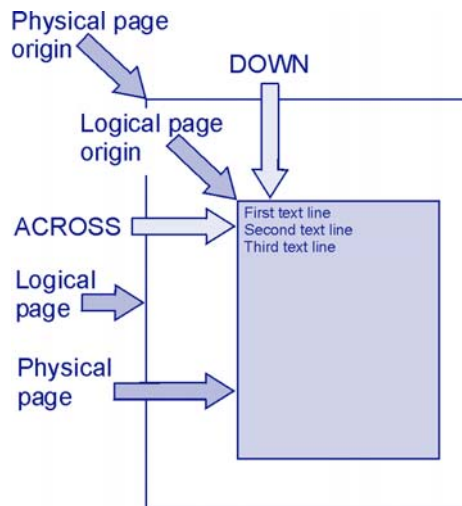 Physical page
origin
DOWN
Logical page
origin
First text line
Second text line
Third text line
ACROSS
Logical
page
Physical
page